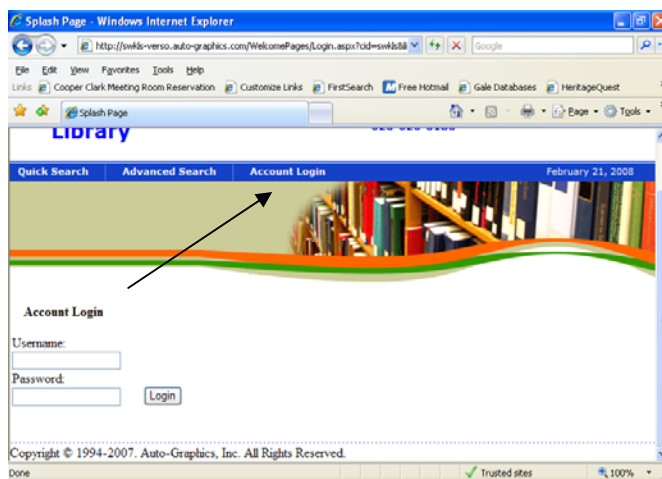 Splash Page - Windows Internet Explorer
http://swkls-verso.auto-graphics.com/WelcomePages/Login.aspx?cid=swkls&
Google
File Edit View Favorites Tools Help
Links Cooper Clark Meeting Room Reservation Customize Links FirstSearch Free Hotmail Gale Databases HeritageQuest
Splash Page
Page Tools
Library
Quick Search Advanced Search Account Login February 21, 2008
Account Login
Username:
Password:
Login
Copyright © 1994-2007. Auto-Graphics, Inc. All Rights Reserved.
Done Trusted sites 100%